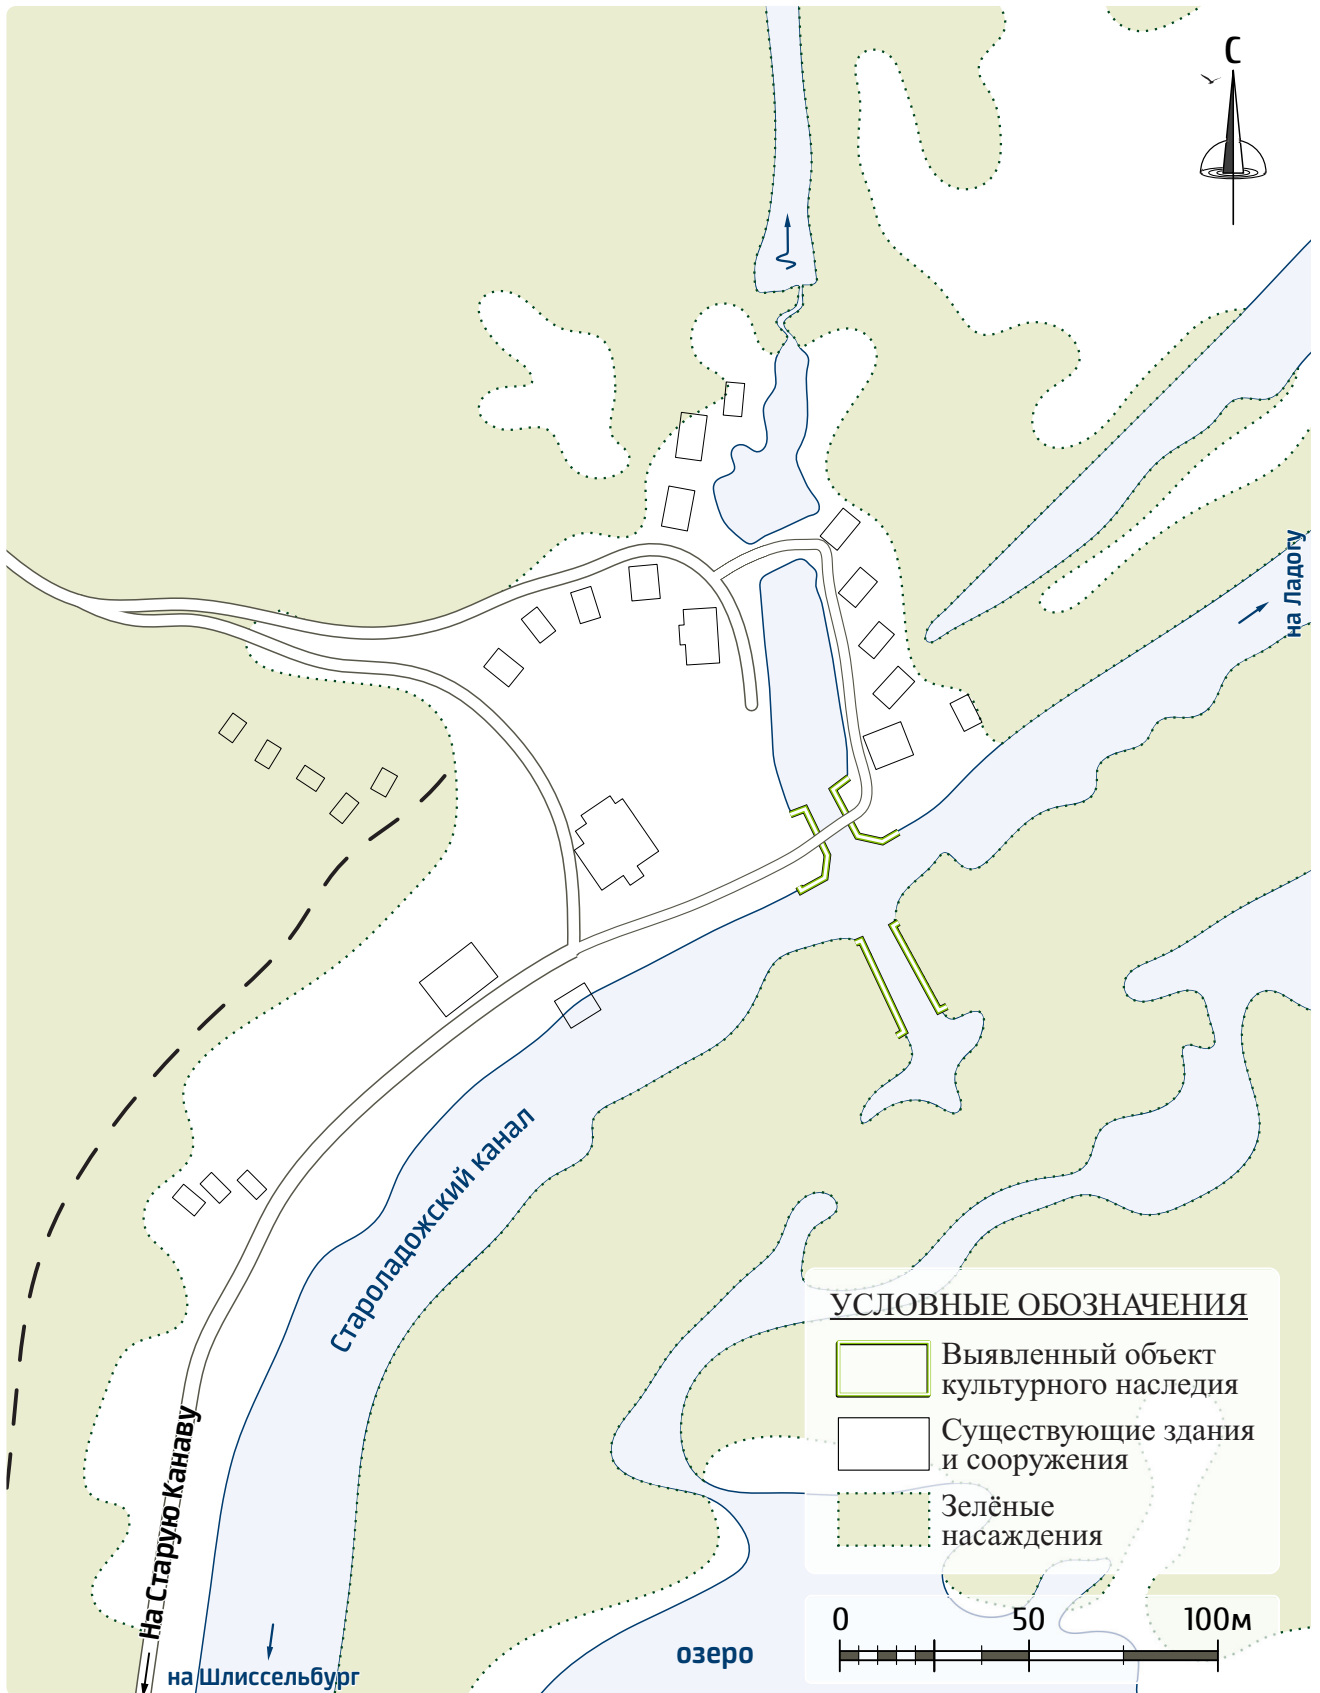 С
на Ладогу
Староладожский канал
УСЛОВНЫЕ ОБОЗНАЧЕНИЯ
Выявленный объект
культурного наследия
Существующие здания
и сооружения
Зелёные
насаждения
На Старую Канаву
0 50 100м
озеро
на Шлиссельбург